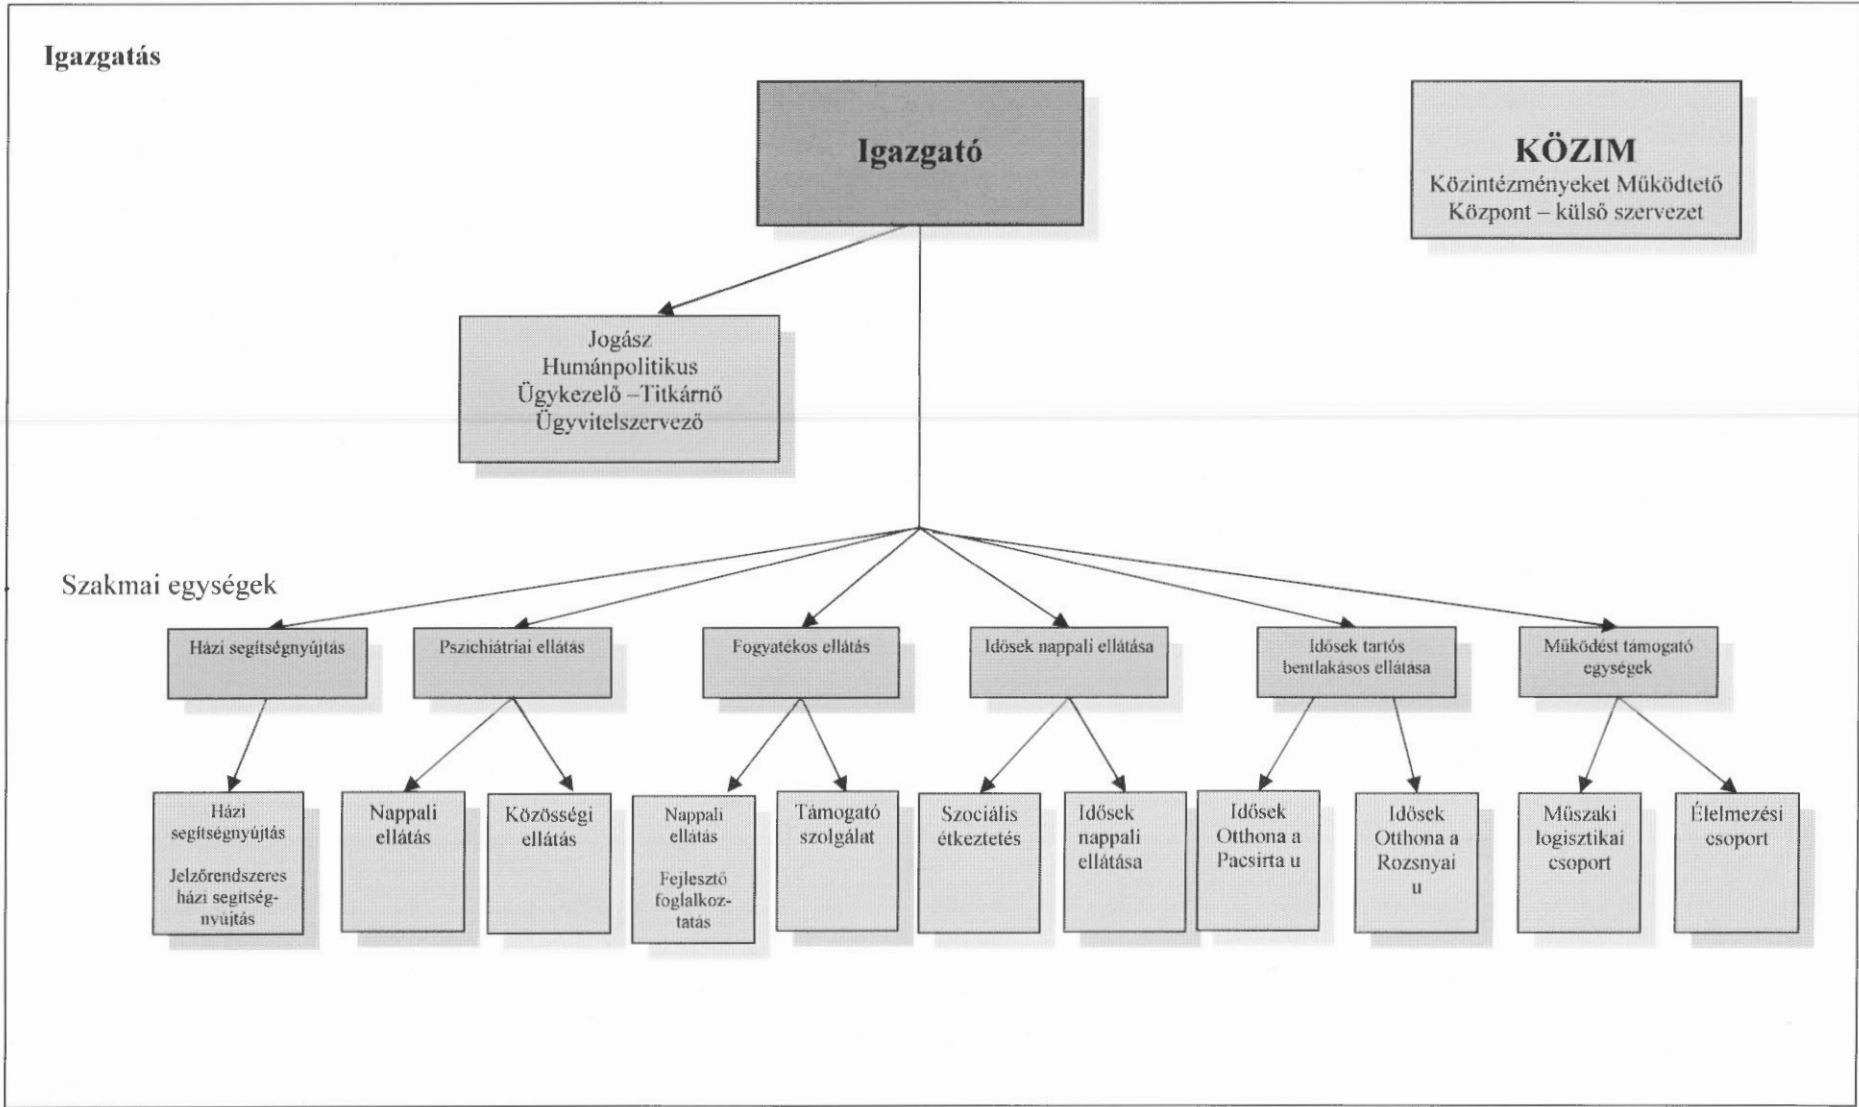 Igazgatás
Igazgató
KÖZIM
Közintézményeket Működtető
Központ – külső szervezet
Jogász
Humánpolitikus
Ügykezelő –Titkárnő
Ügyvitelszervező
Szakmai egységek
Házi segítségnyújtás
Pszichiátriai ellátás
Fogyatékos ellátás
Idősek nappali ellátása
Idősek tartós
bentlakásos ellátása
Működést támogató
egységek
Házi
segítségnyújtás
Jelzőrendszeres
házi segítség-
nyújtás
Nappali
ellátás
Közösségi
ellátás
Nappali
ellátás
Fejlesztő
foglalkoz-
tatás
Támogató
szolgálat
Szociális
étkeztetés
Idősek
nappali
ellátása
Idősek
Otthona a
Pacsirta u
Idősek
Otthona a
Rozsnyai
u
Műszaki
logisztikai
csoport
Élelmezési
csoport